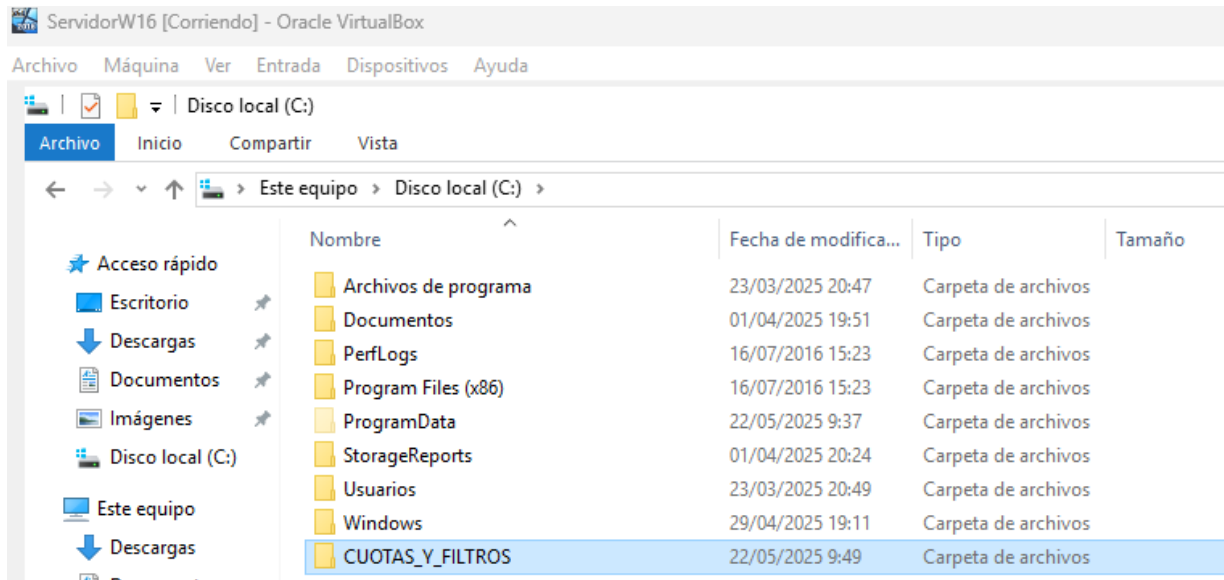 ServidorW16 [Corriendo] - Oracle VirtualBox
Archivo Máquina Ver Entrada Dispositivos Ayuda
Disco local (C:)
Archivo Inicio Compartir Vista
Este equipo > Disco local (C:) >
Nombre Fecha de modifica... Tipo Tamaño
Acceso rápido
Escritorio
Descargas
Documentos
Imágenes
Disco local (C:)
Este equipo
Descargas
Archivos de programa 23/03/2025 20:47 Carpeta de archivos
Documentos 01/04/2025 19:51 Carpeta de archivos
PerfLogs 16/07/2016 15:23 Carpeta de archivos
Program Files (x86) 16/07/2016 15:23 Carpeta de archivos
ProgramData 22/05/2025 9:37 Carpeta de archivos
StorageReports 01/04/2025 20:24 Carpeta de archivos
Usuarios 23/03/2025 20:49 Carpeta de archivos
Windows 29/04/2025 19:11 Carpeta de archivos
CUOTAS_Y_FILTROS 22/05/2025 9:49 Carpeta de archivos